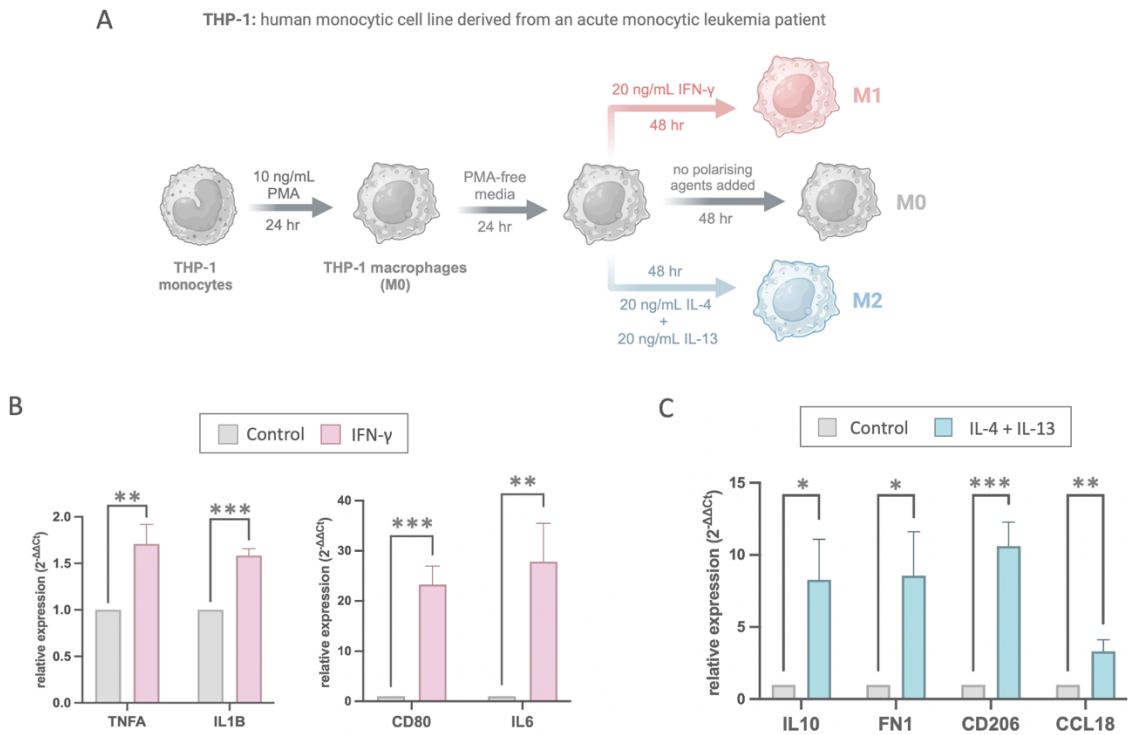 A
THP-1: human monocytic cell line derived from an acute monocytic leukemia patient
20 ng/mL IFN-γ
48 hr
M1
10 ng/mL
PMA
24 hr
PMA-free
media
24 hr
no polarising
agents added
48 hr
M0
THP-1
monocytes
THP-1 macrophages
(M0)
48 hr
20 ng/mL IL-4
+
20 ng/mL IL-13
M2
B
Control
IFN-γ
relative expression (2-ΔΔCt)
2.0
1.5
1.0
0.5
0.0
**
***
TNFA
IL1B
relative expression (2-ΔΔCt)
40
30
20
10
0
***
**
CD80
IL6
C
Control
IL-4 + IL-13
relative expression (2-ΔΔCt)
15
10
5
0
*
*
***
**
IL10
FN1
CD206
CCL18